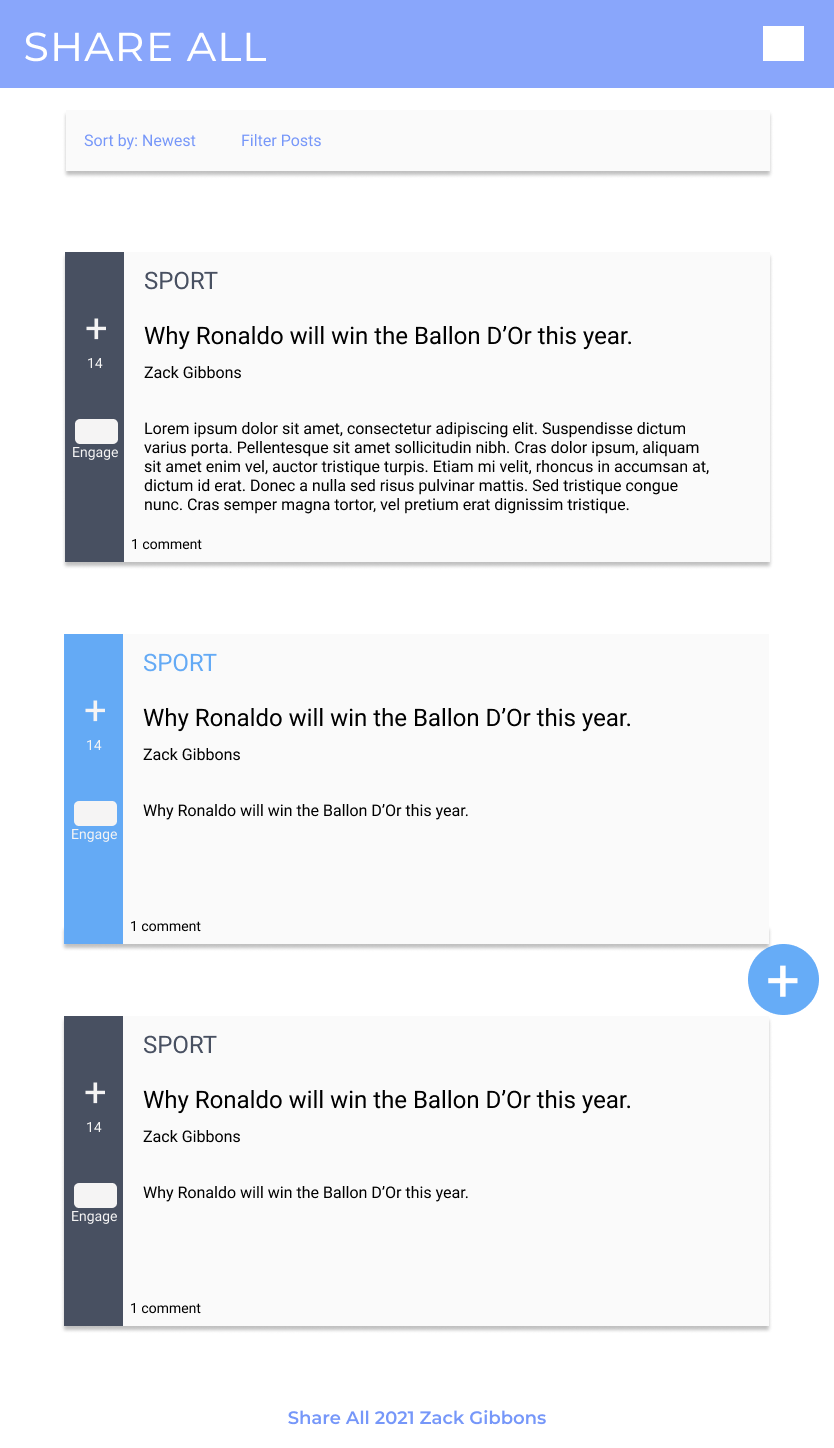 SHARE ALL
Sort by: Newest Filter Posts
SPORT
+
Why Ronaldo will win the Ballon D’Or this year.
14
Zack Gibbons
Engage
Lorem ipsum dolor sit amet, consectetur adipiscing elit. Suspendisse dictum
varius porta. Pellentesque sit amet sollicitudin nibh. Cras dolor ipsum, aliquam
sit amet enim vel, auctor tristique turpis. Etiam mi velit, rhoncus in accumsan at,
dictum id erat. Donec a nulla sed risus pulvinar mattis. Sed tristique congue
nunc. Cras semper magna tortor, vel pretium erat dignissim tristique.
1 comment
SPORT
+
Why Ronaldo will win the Ballon D’Or this year.
14
Zack Gibbons
Engage
Why Ronaldo will win the Ballon D’Or this year.
1 comment
+
SPORT
+
Why Ronaldo will win the Ballon D’Or this year.
14
Zack Gibbons
Engage
Why Ronaldo will win the Ballon D’Or this year.
1 comment
Share All 2021 Zack Gibbons